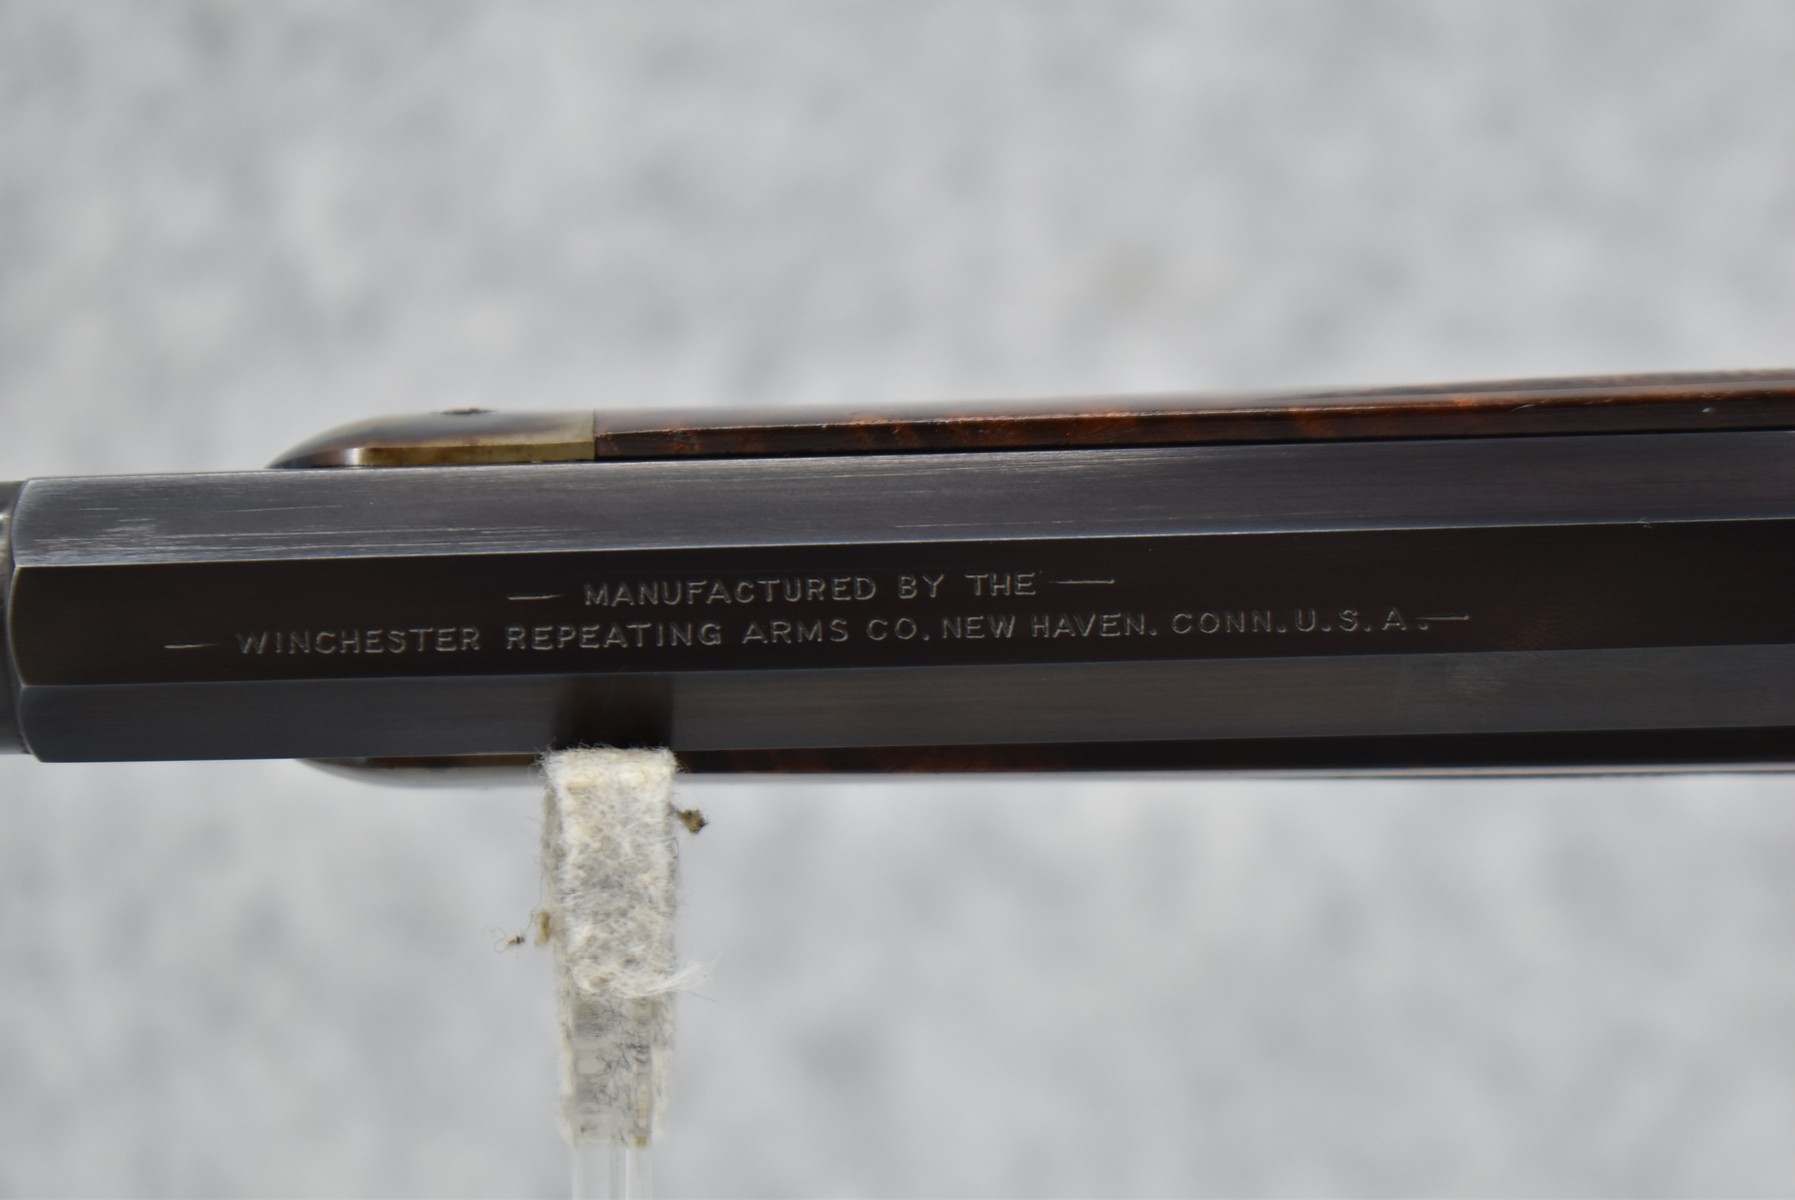 — MANUFACTURED BY THE —
— WINCHESTER REPEATING ARMS CO. NEW HAVEN. CONN. U.S.A. —